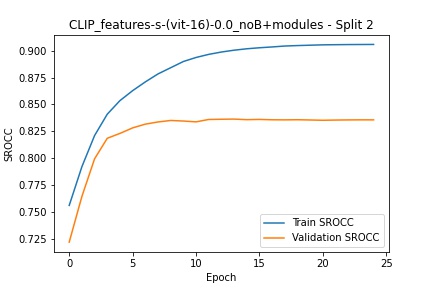 CLIP_features-s-(vit-16)-0.0_noB+modules - Split 2
0.900
0.875
0.850
0.825
0.800
0.775
0.750
0.725
SROCC
Train SROCC
Validation SROCC
0 5 10 15 20 25
Epoch